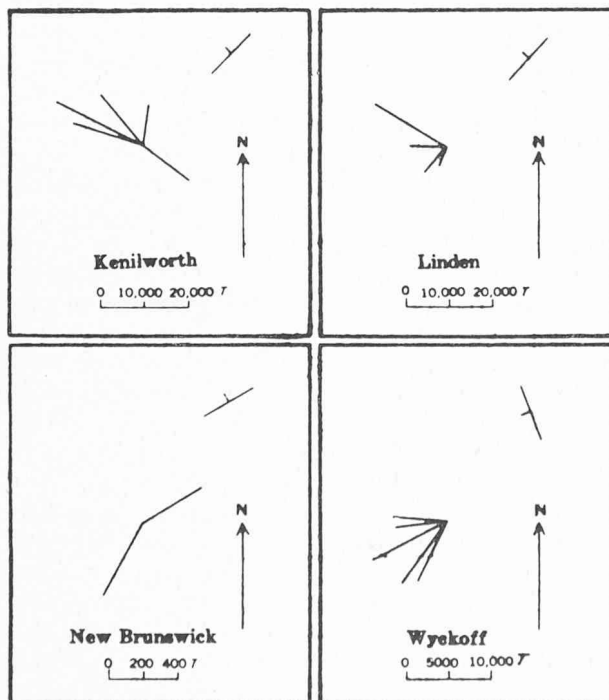 N
Kenilworth
0 10,000 20,000 T
N
Linden
0 10,000 20,000 T
N
New Brunswick
0 200 400 T
N
Wyckoff
0 5000 10,000 T